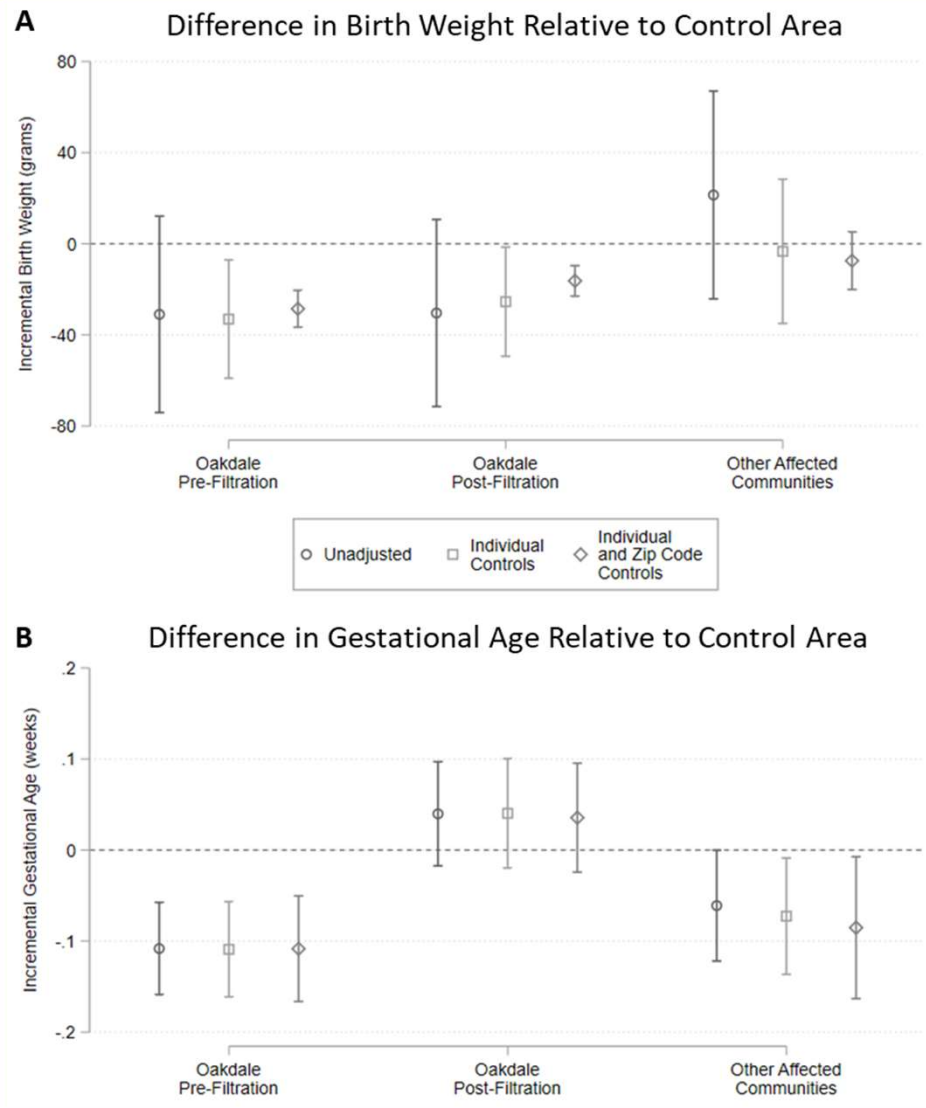 A
Difference in Birth Weight Relative to Control Area
Incremental Birth Weight (grams)
80
40
0
-40
-80
Oakdale
Pre-Filtration
Oakdale
Post-Filtration
Other Affected
Communities
Unadjusted
Individual
Controls
Individual
and Zip Code
Controls
B
Difference in Gestational Age Relative to Control Area
Incremental Gestational Age (weeks)
.2
.1
0
-.1
-.2
Oakdale
Pre-Filtration
Oakdale
Post-Filtration
Other Affected
Communities